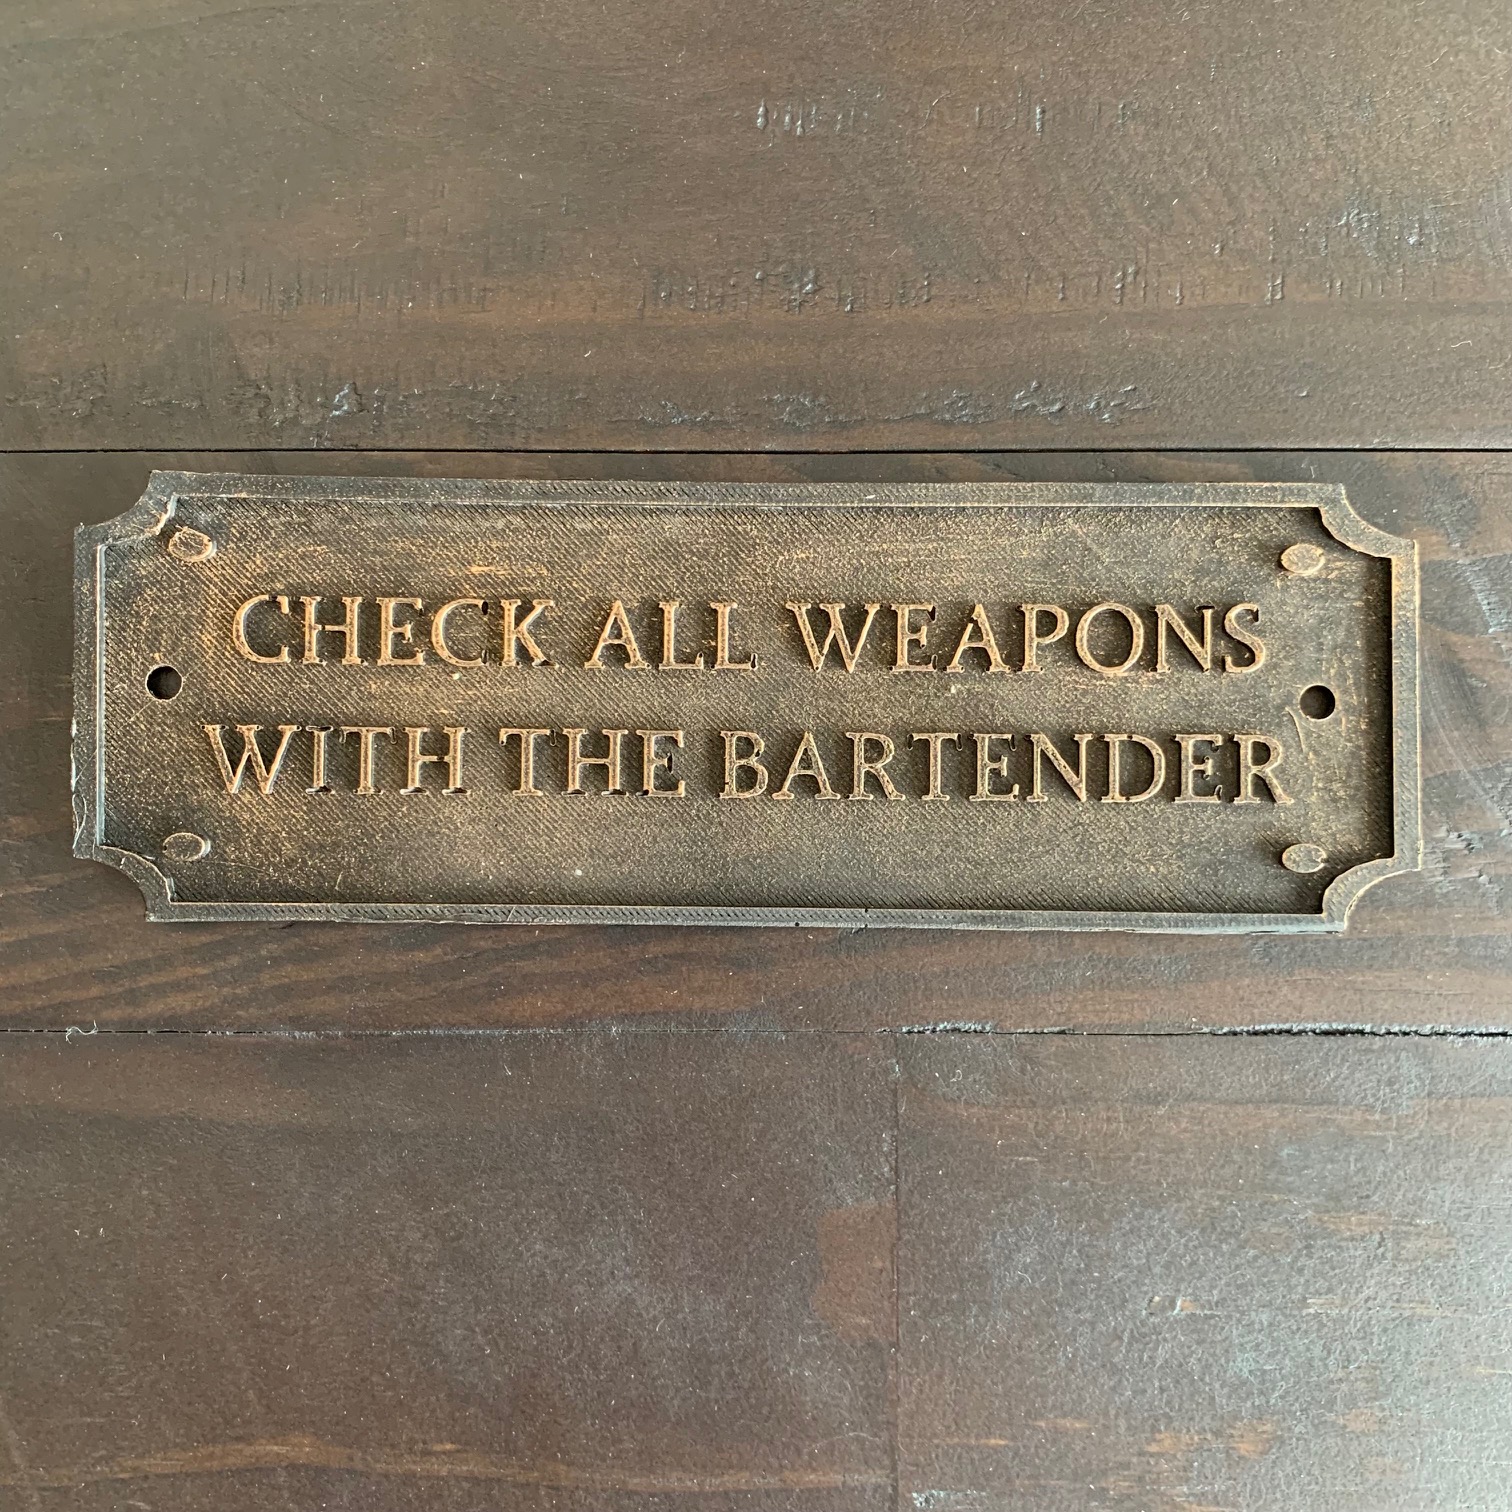 CHECK ALL WEAPONS
WITH THE BARTENDER